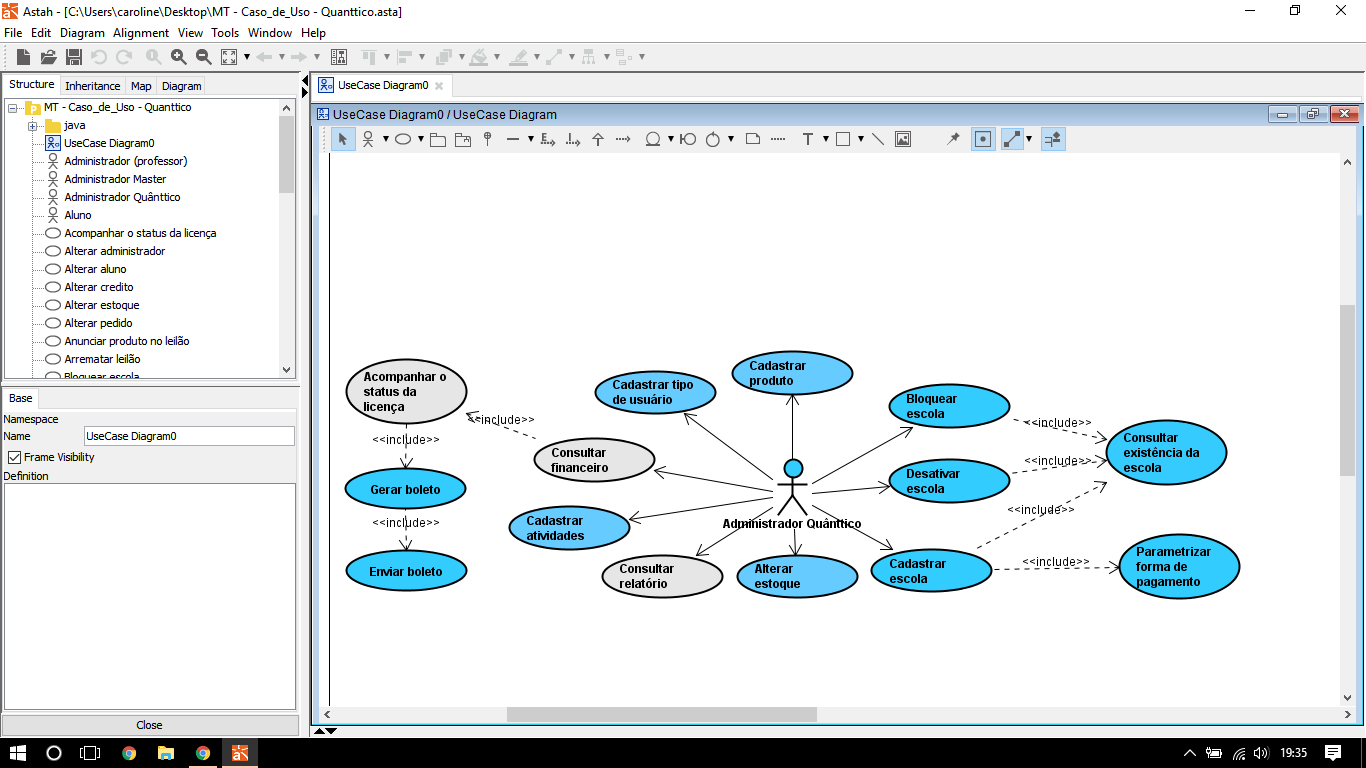 Astah - [C:\Users\caroline\Desktop\MT - Caso_de_Uso - Quanttico.asta]
File Edit Diagram Alignment View Tools Window Help
Structure Inheritance Map Diagram
MT - Caso_de_Uso - Quanttico
java
UseCase Diagram0
Administrador (professor)
Administrador Master
Administrador Quânttico
Aluno
Acompanhar o status da licença
Alterar administrador
Alterar aluno
Alterar credito
Alterar estoque
Alterar pedido
Anunciar produto no leilão
Arrematar leilão
Bloquear escola
Base
Namespace
Name UseCase Diagram0
Frame Visibility
Definition
Close
UseCase Diagram0
UseCase Diagram0 / UseCase Diagram
Acompanhar o
status da
licença
<<include>>
<<include>>
Gerar boleto
<<include>>
Enviar boleto
Cadastrar tipo
de usuário
Cadastrar
produto
Consultar
financeiro
Cadastrar
atividades
Consultar
relatório
Alterar
estoque
Administrador Quânttico
Bloquear
escola
Desativar
escola
Cadastrar
escola
<<include>>
<<include>>
<<include>>
<<include>>
Consultar
existência da
escola
Parametrizar
forma de
pagamento
19:35